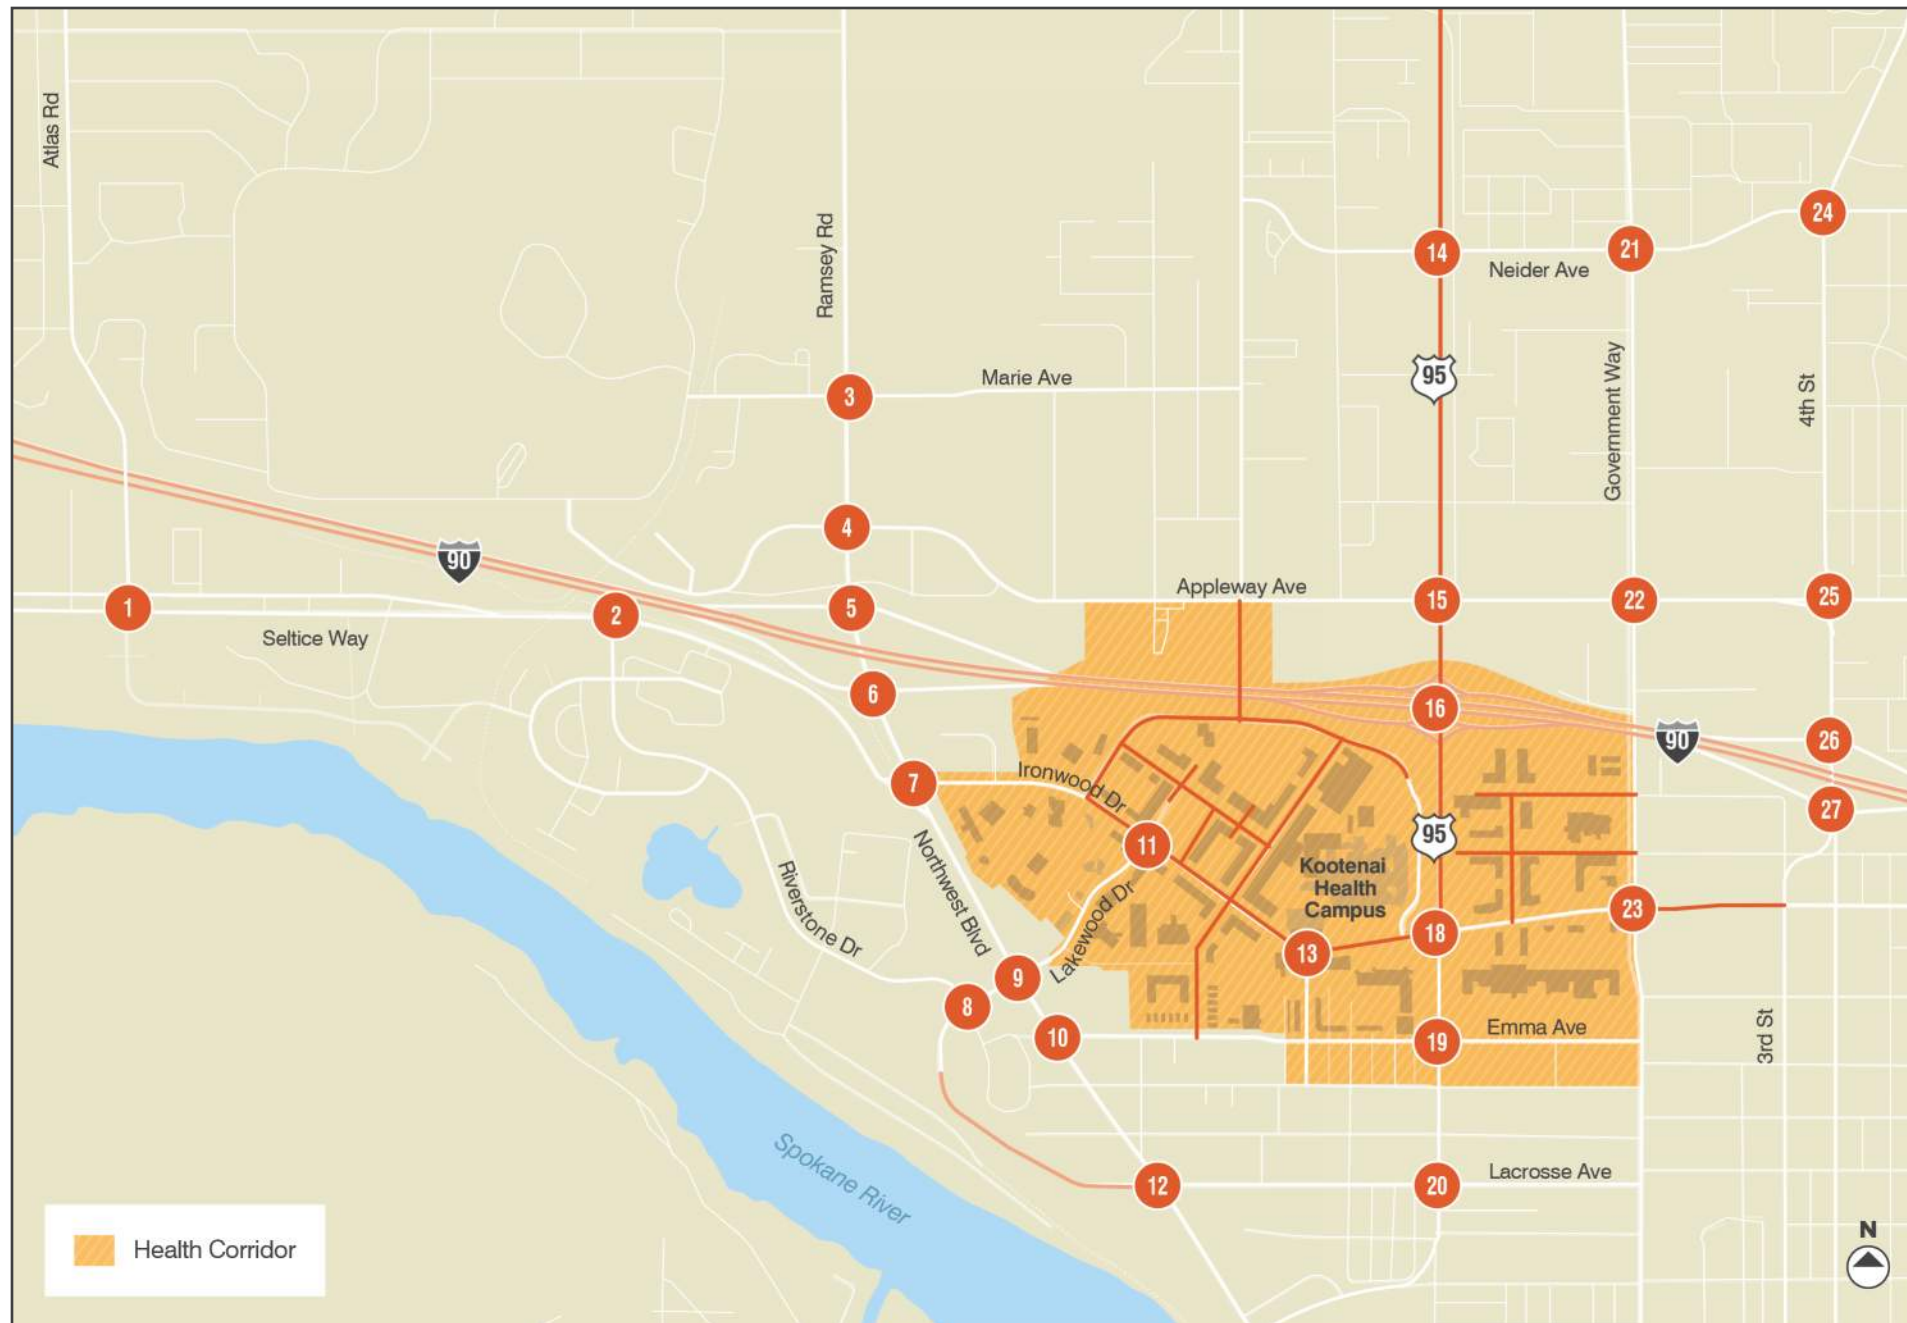 Atlas Rd
Ramsey Rd
24
21
14
Neider Ave
95
Marie Ave
3
Government Way
4th St
4
90
Appleway Ave
1
2
5
15
22
25
Seltice Way
6
16
90
26
7
Ironwood Dr
27
95
11
Kootenai
Health
Campus
Northwest Blvd
Riverstone Dr
Lakewood Dr
23
18
13
9
8
10
19
Emma Ave
3rd St
Spokane River
12
20
Lacrosse Ave
Health Corridor
N